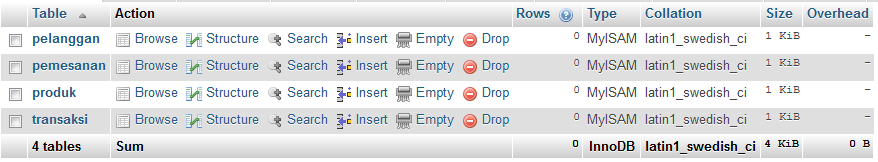 Table Action Rows Type Collation Size Overhead
pelanggan Browse Structure Search Insert Empty Drop 0 MyISAM latin1_swedish_ci 1 KiB -
pemesanan Browse Structure Search Insert Empty Drop 0 MyISAM latin1_swedish_ci 1 KiB -
produk Browse Structure Search Insert Empty Drop 0 MyISAM latin1_swedish_ci 1 KiB -
transaksi Browse Structure Search Insert Empty Drop 0 MyISAM latin1_swedish_ci 1 KiB -
4 tables Sum 0 InnoDB latin1_swedish_ci 4 KiB 0 B